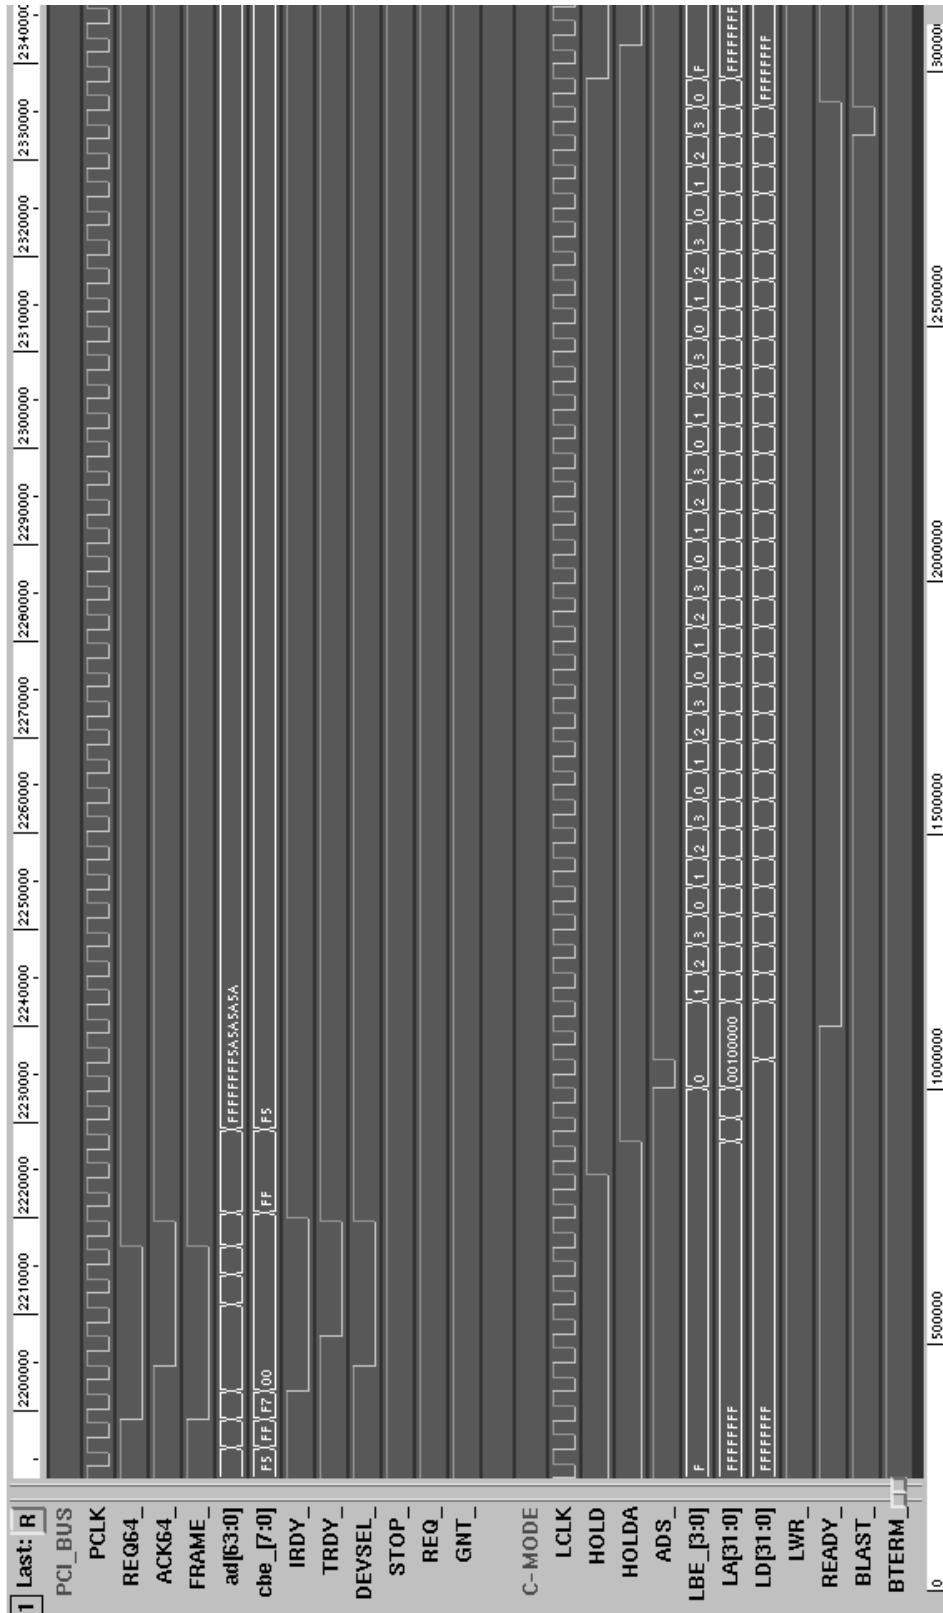 1 Last: R 2200000 2210000 2220000 2230000 2240000 2250000 2260000 2270000 2280000 2290000 2300000 2310000 2320000 2330000 2340000
PCI_BUS
PCLK
REQ64_
ACK64_
FRAME_
ad[63:0] FFFFFFFF5A5A5A5A
cbe_[7:0] F5 FF F7 00 FF F5
IRDY_
TRDY_
DEVSEL_
STOP_
REQ_
GNT_
C-MODE
LCLK
HOLD
HOLDA
ADS_
LBE_[3:0] F 0 1 2 3 0 1 2 3 0 1 2 3 0 1 2 3 0 1 2 3 0 1 2 3 0 1 2 3 0 1 2 3 0 F
LA[31:0] FFFFFFFF 00100000 FFFFFFFF
LD[31:0] FFFFFFFF FFFFFFFF
LWR_
READY_
BLAST_
BTERM_
0 500000 1000000 1500000 2000000 2500000 300000